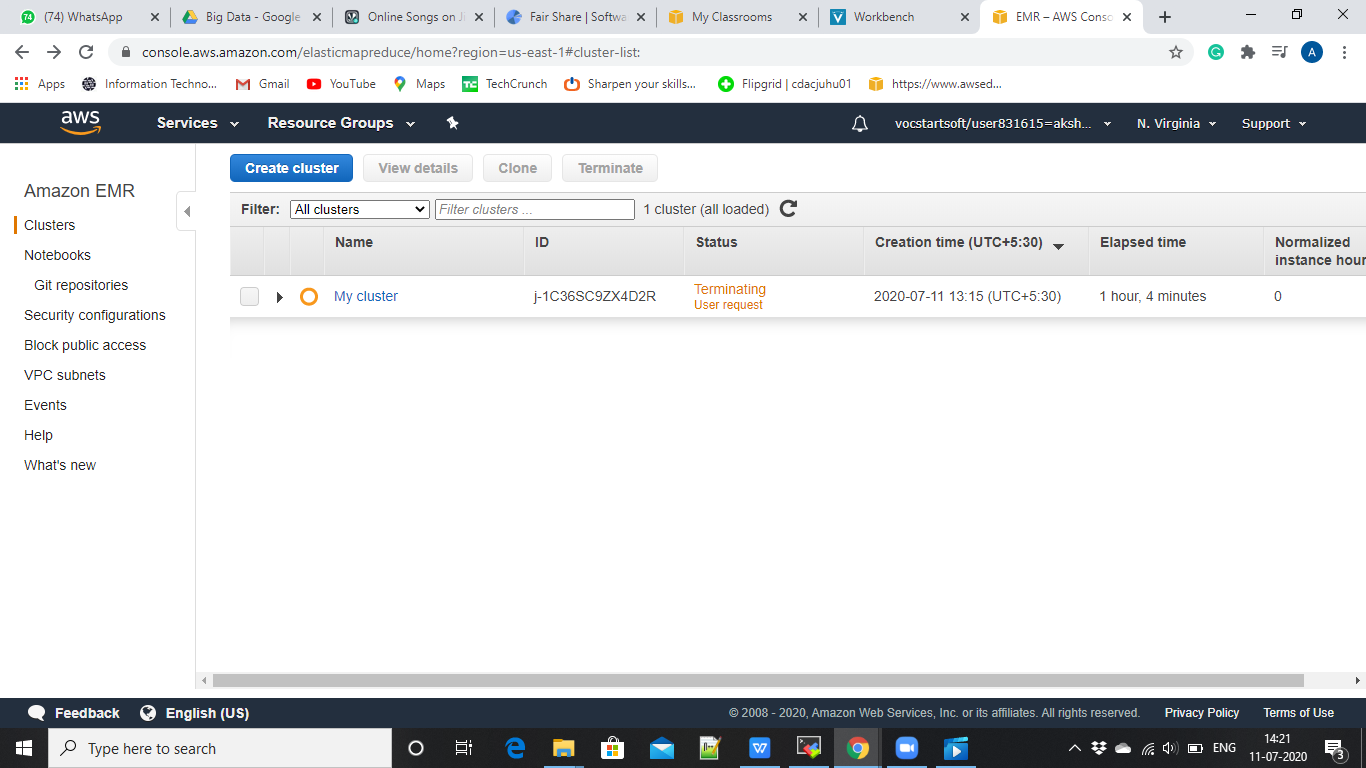 74 (74) WhatsApp
Big Data - Google
Online Songs on Ji
Fair Share | Softwa
My Classrooms
Workbench
EMR – AWS Conso
console.aws.amazon.com/elasticmapreduce/home?region=us-east-1#cluster-list:
A
Apps
Information Techno...
Gmail
YouTube
Maps
TechCrunch
Sharpen your skills...
Flipgrid | cdacjuhu01
https://www.awsed...
aws
Services
Resource Groups
vocstartsoft/user831615=aksh...
N. Virginia
Support
Amazon EMR
Clusters
Notebooks
Git repositories
Security configurations
Block public access
VPC subnets
Events
Help
What's new
Create cluster
View details
Clone
Terminate
Filter: All clusters Filter clusters ... 1 cluster (all loaded)
Name ID Status Creation time (UTC+5:30) Elapsed time Normalized
instance hour
My cluster j-1C36SC9ZX4D2R Terminating 2020-07-11 13:15 (UTC+5:30) 1 hour, 4 minutes 0
User request
Feedback English (US) © 2008 - 2020, Amazon Web Services, Inc. or its affiliates. All rights reserved. Privacy Policy Terms of Use
Type here to search
ENG
14:21
11-07-2020
3